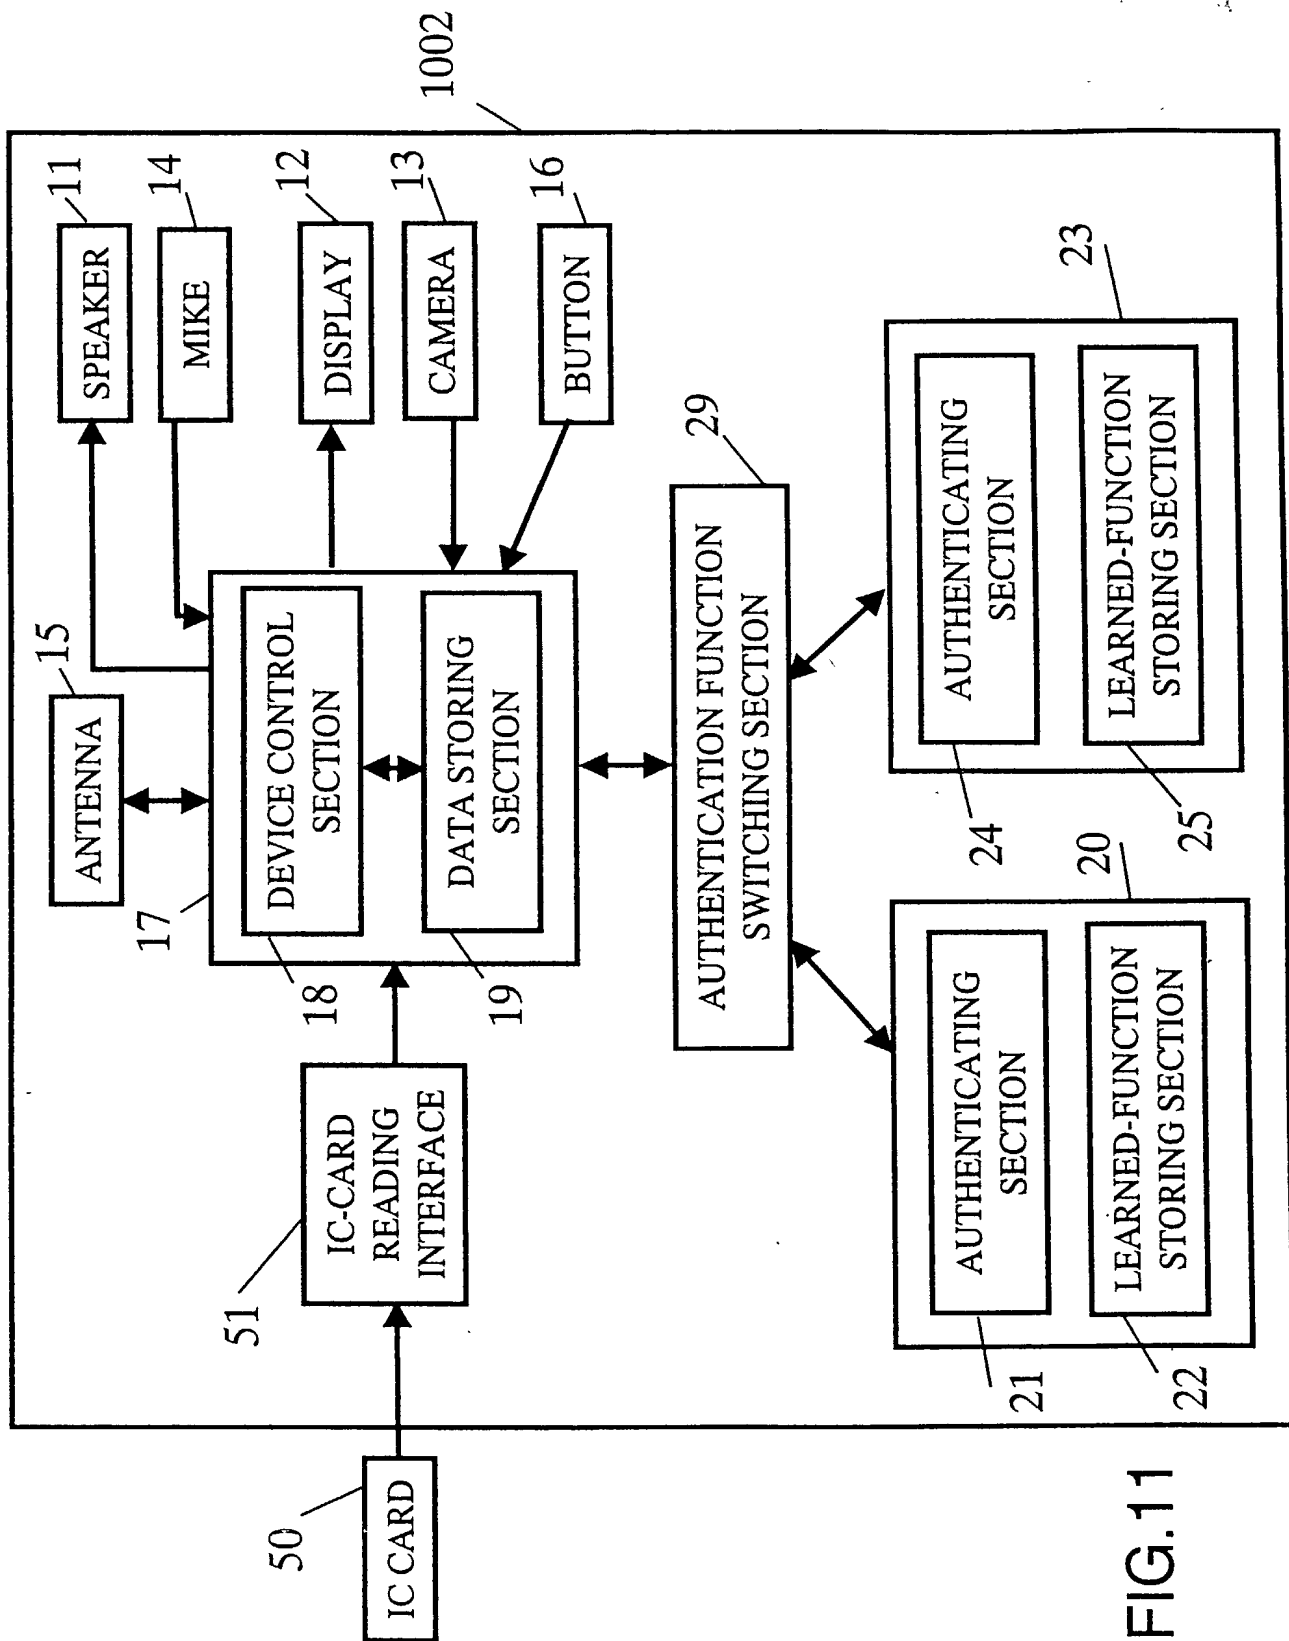 1002
ANTENNA
15
SPEAKER
11
MIKE
14
17
DEVICE CONTROL
SECTION
18
DISPLAY
12
DATA STORING
SECTION
19
CAMERA
13
BUTTON
16
IC CARD
50
IC-CARD
READING
INTERFACE
51
AUTHENTICATION FUNCTION
SWITCHING SECTION
29
20
AUTHENTICATING
SECTION
21
LEARNED-FUNCTION
STORING SECTION
22
23
AUTHENTICATING
SECTION
24
LEARNED-FUNCTION
STORING SECTION
25
FIG.11